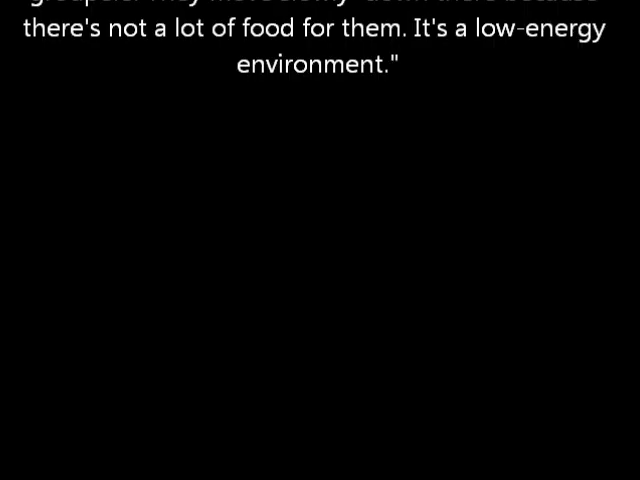 there's not a lot of food for them. It's a low-energy
environment."